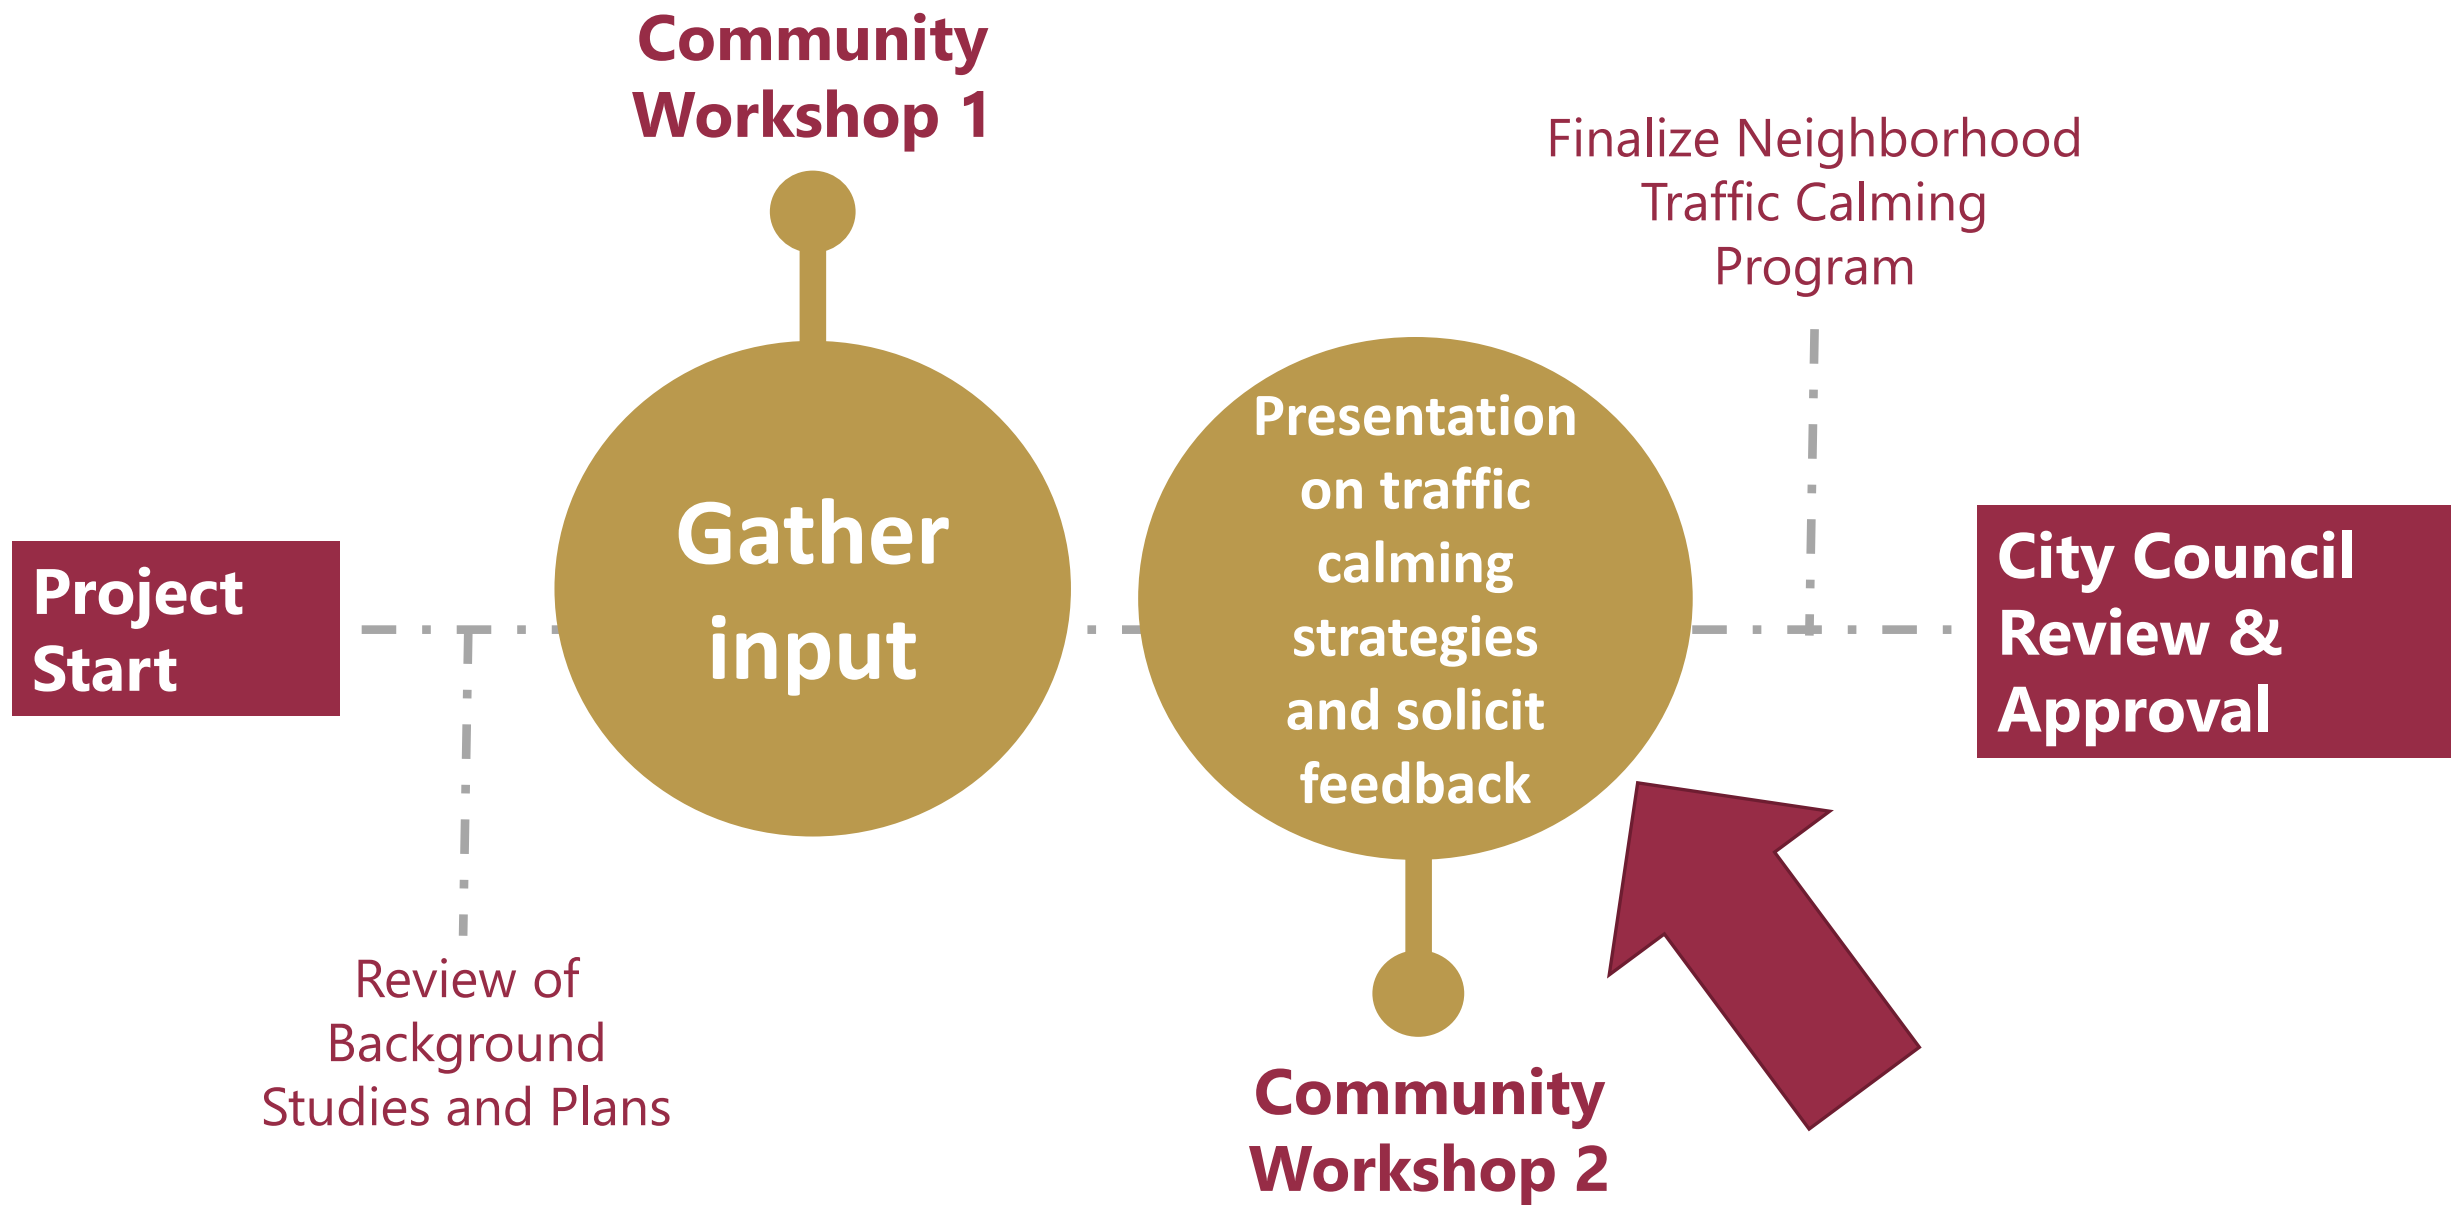 Community
Workshop 1
Finalize Neighborhood
Traffic Calming
Program
Project
Start
Gather
input
Presentation
on traffic
calming
strategies
and solicit
feedback
City Council
Review &
Approval
Review of
Background
Studies and Plans
Community
Workshop 2